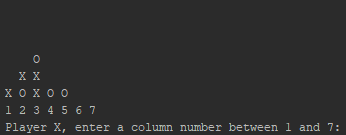 O
X X
X O X O O
1 2 3 4 5 6 7
Player X, enter a column number between 1 and 7: